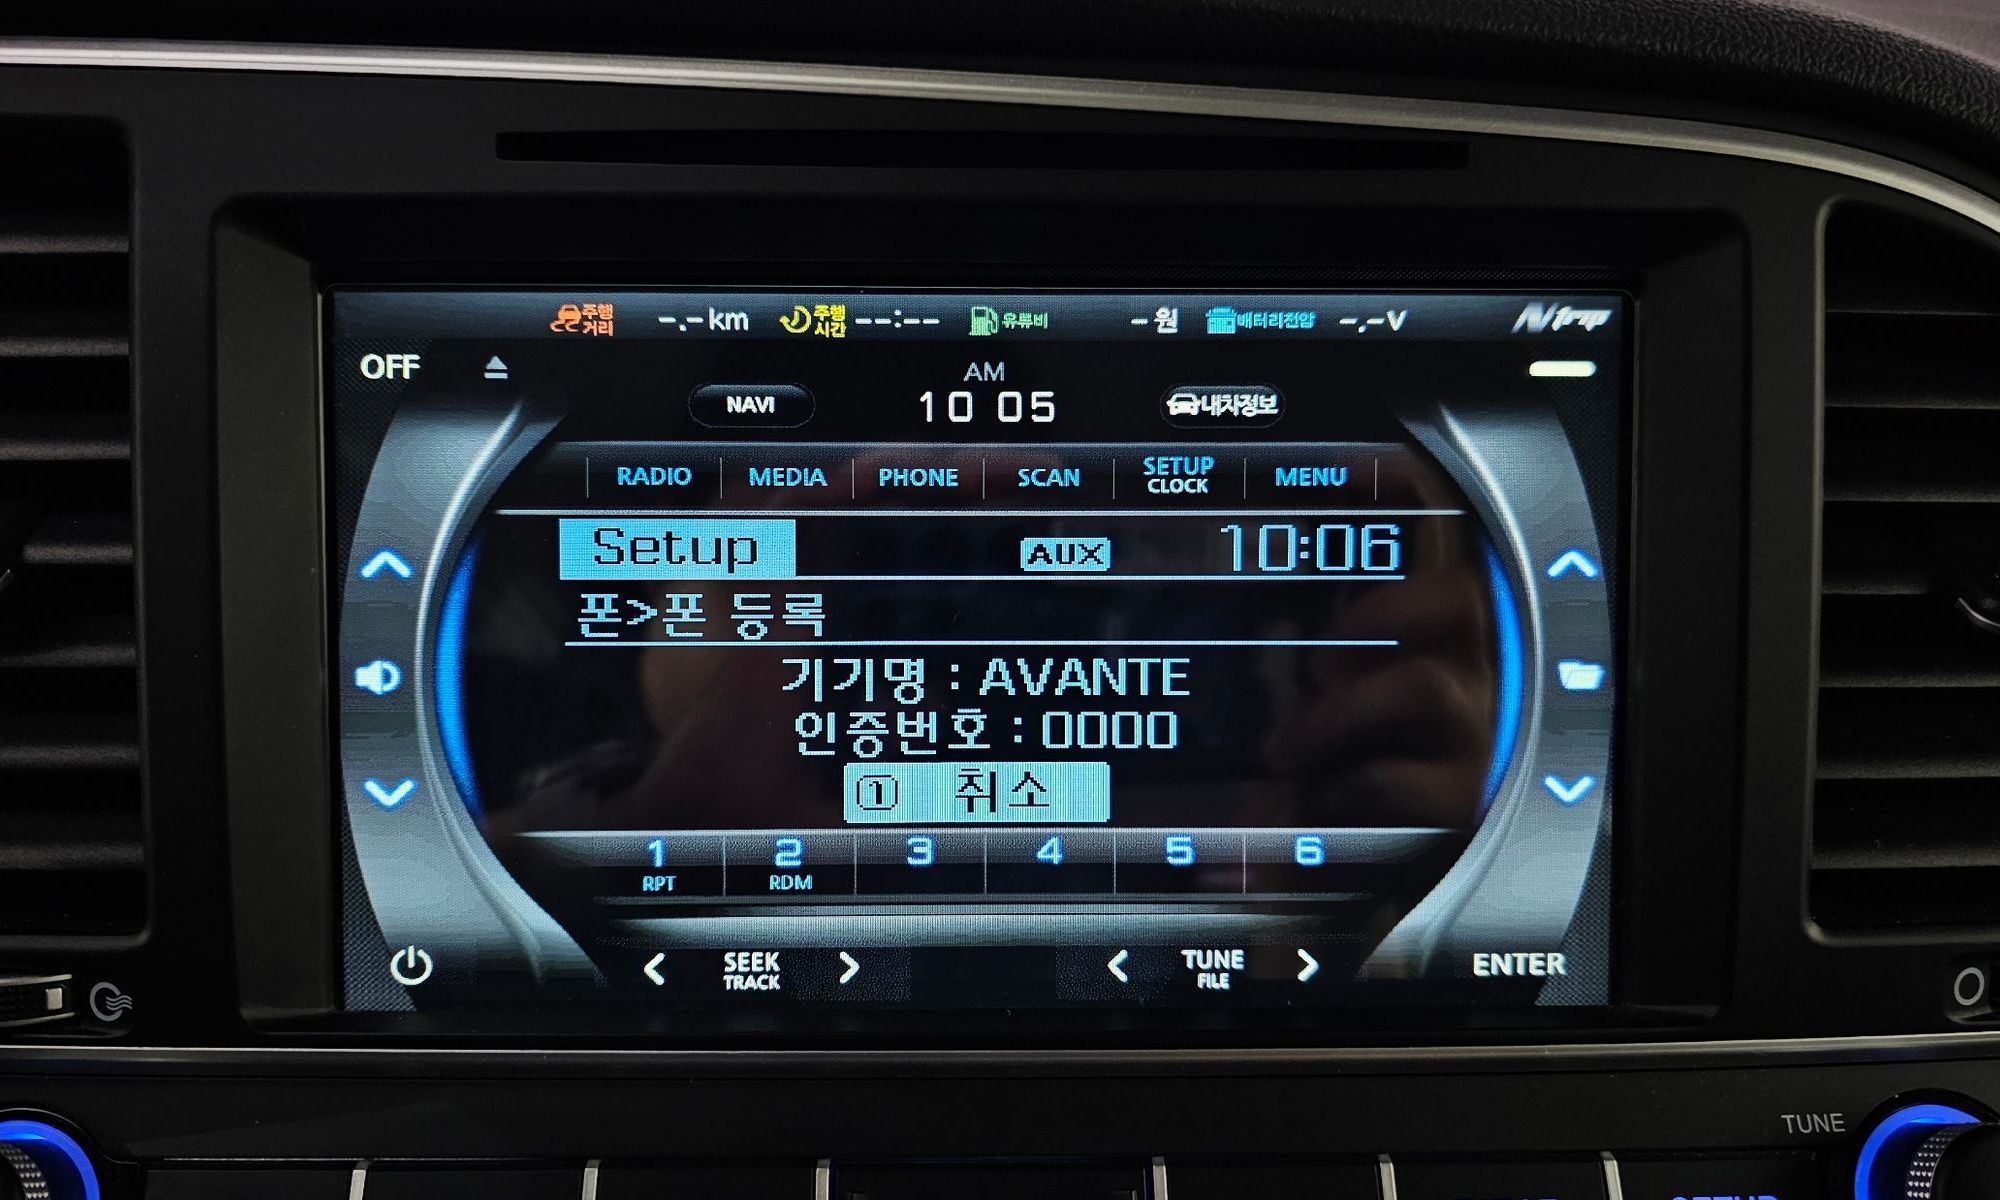 주행거리 -.-km 주행시간 --:-- 유류비 -원 배터리전압 -.-V Ntrip
OFF
AM
NAVI 10 05 내차정보
RADIO MEDIA PHONE SCAN SETUP CLOCK MENU
Setup AUX 10:06
폰>폰 등록
기기명 : AVANTE
인증번호 : 0000
① 취소
1 2 3 4 5 6
RPT RDM
SEEK TRACK TUNE FILE ENTER
TUNE